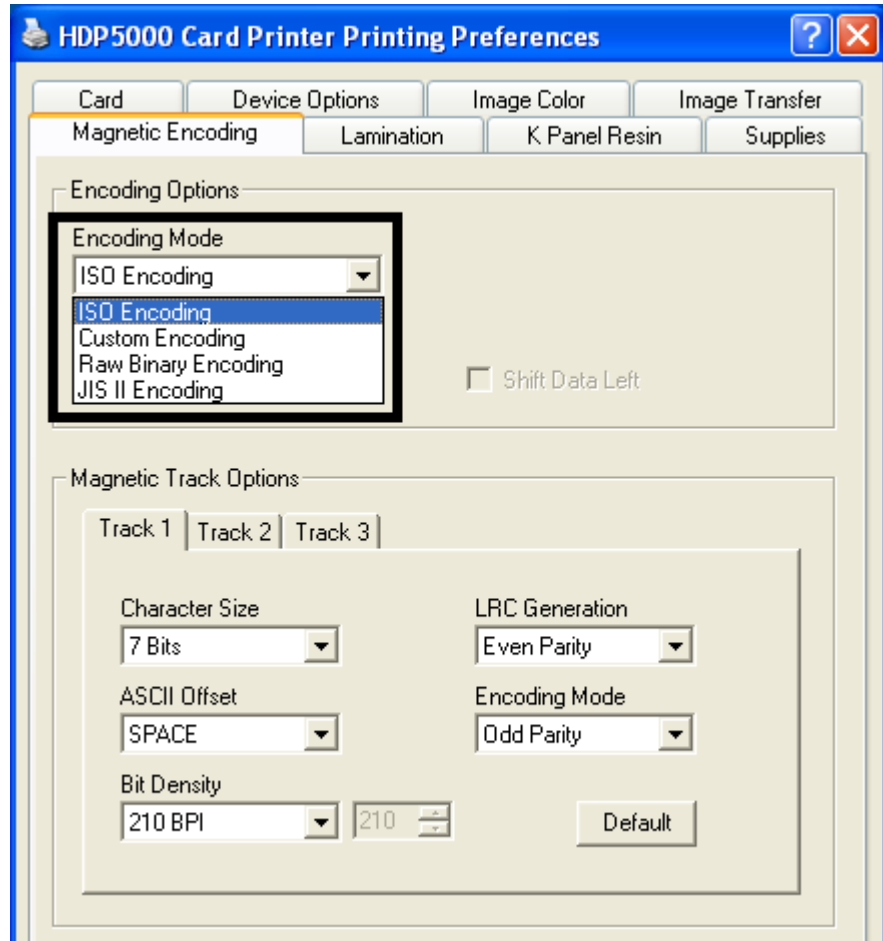 HDP5000 Card Printer Printing Preferences
Card Device Options Image Color Image Transfer
Magnetic Encoding Lamination K Panel Resin Supplies
Encoding Options
Encoding Mode
ISO Encoding
ISO Encoding
Custom Encoding
Raw Binary Encoding
JIS II Encoding
Shift Data Left
Magnetic Track Options
Track 1 Track 2 Track 3
Character Size LRC Generation
7 Bits Even Parity
ASCII Offset Encoding Mode
SPACE Odd Parity
Bit Density
210 BPI 210 Default